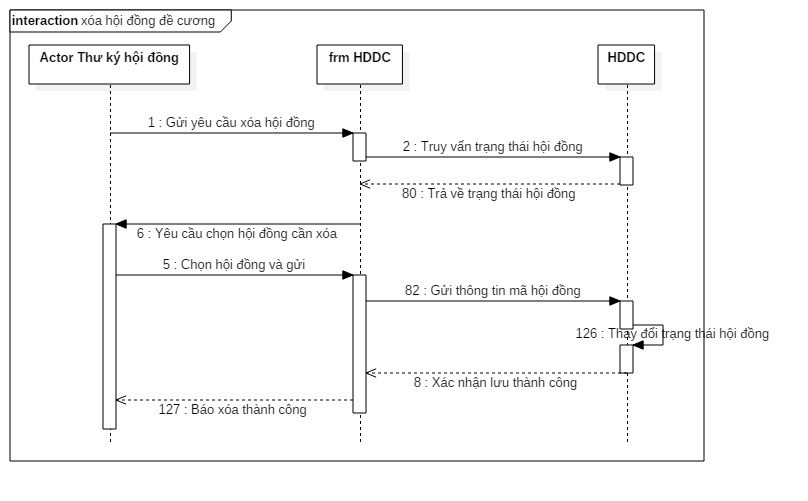 interaction xóa hội đồng đề cương
Actor Thư ký hội đồng
frm HDDC
HDDC
1 : Gửi yêu cầu xóa hội đồng
2 : Truy vấn trạng thái hội đồng
80 : Trả về trạng thái hội đồng
6 : Yêu cầu chọn hội đồng cần xóa
5 : Chọn hội đồng và gửi
82 : Gửi thông tin mã hội đồng
126 : Thay đổi trạng thái hội đồng
8 : Xác nhận lưu thành công
127 : Báo xóa thành công